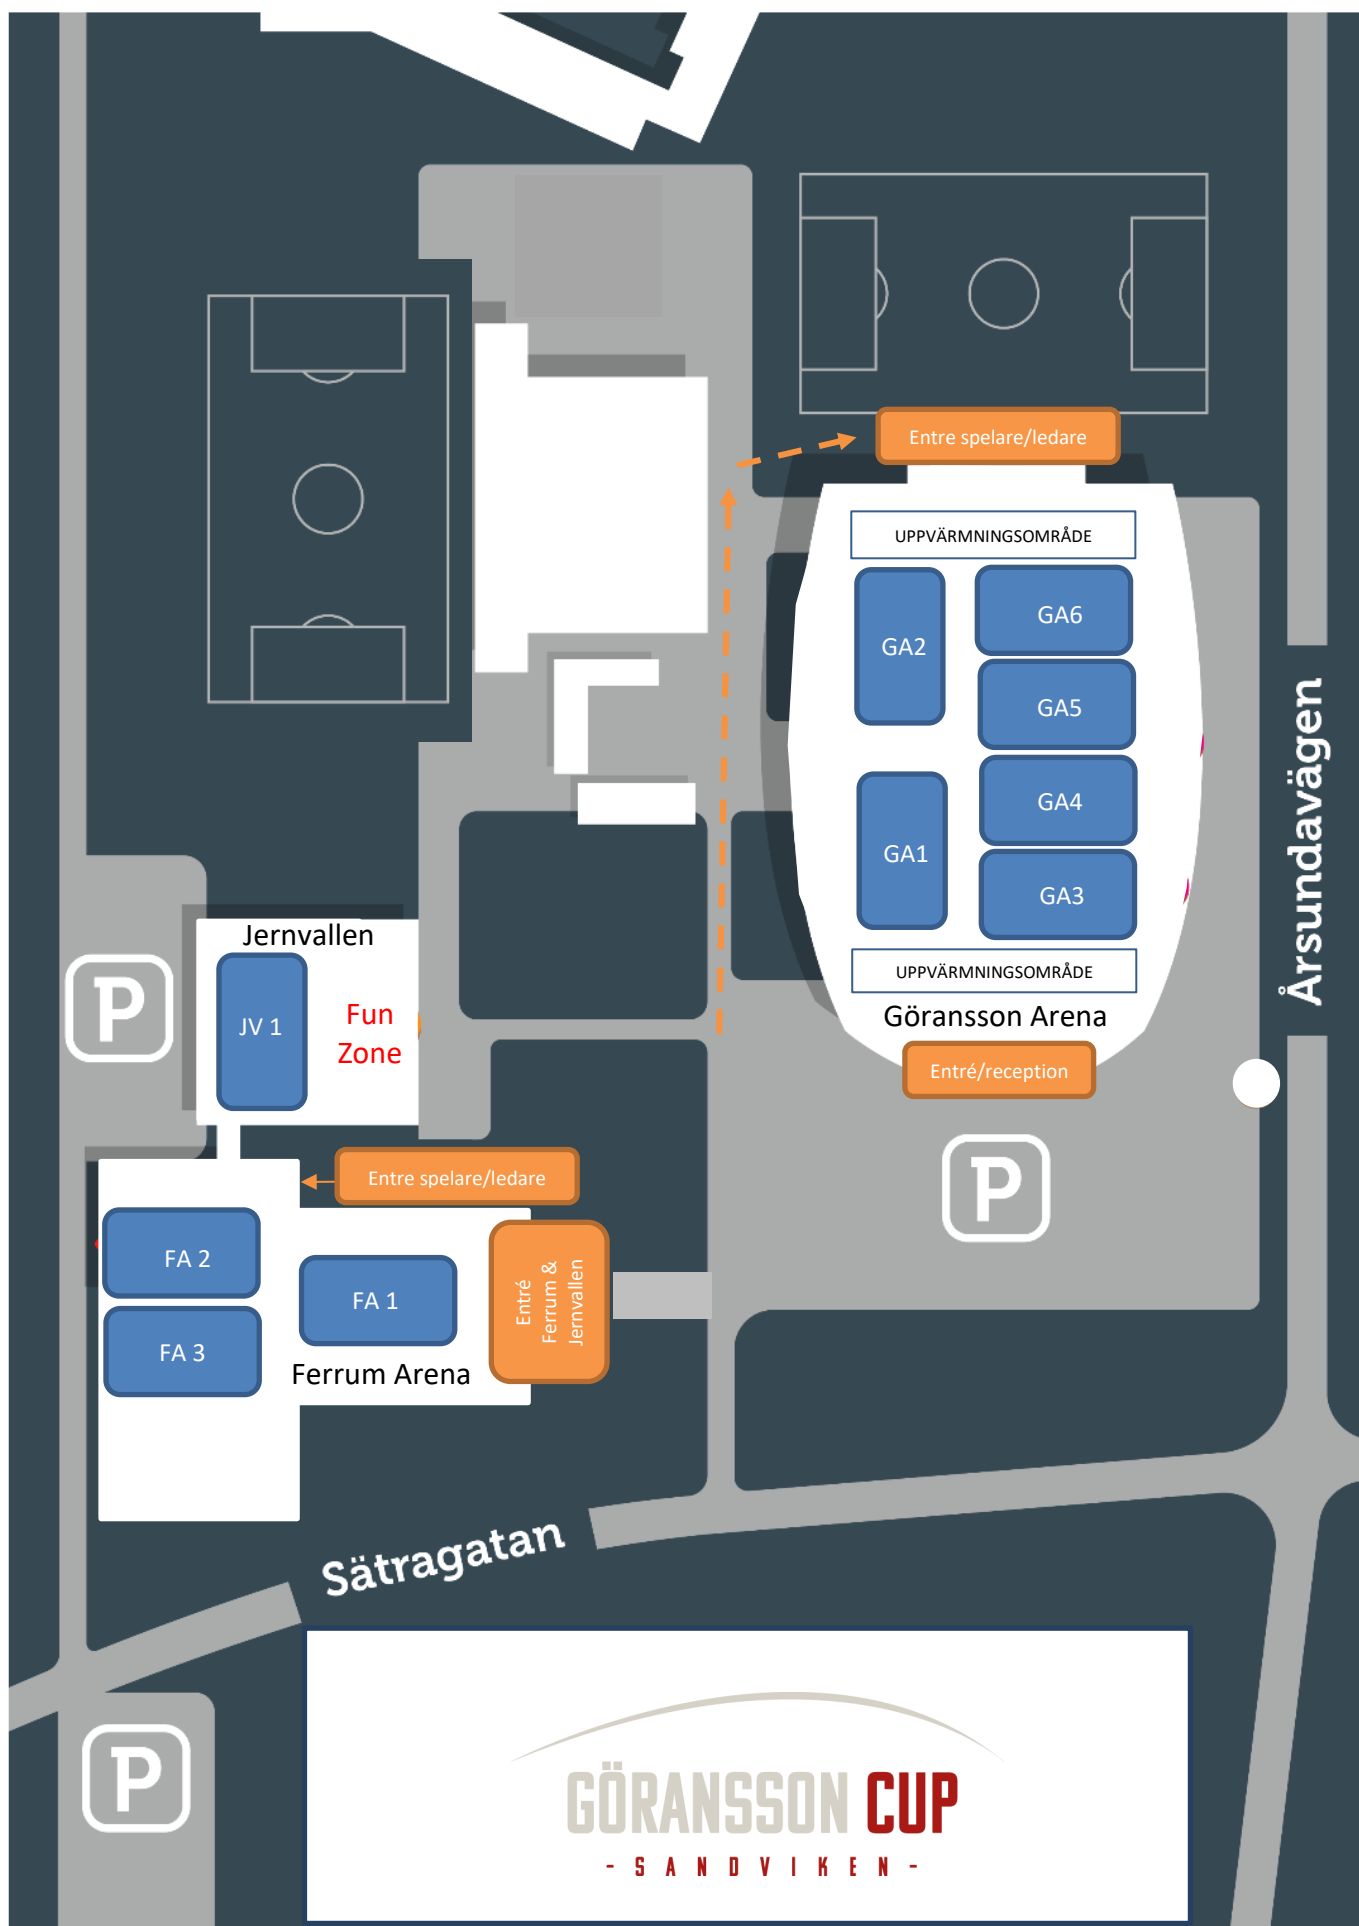 Entre spelare/ledare
UPPVÄRMNINGSOMRÅDE
GA2
GA6
GA5
GA4
GA1
GA3
UPPVÄRMNINGSOMRÅDE
Göransson Arena
Entré/reception
Årsundavägen
Jernvallen
P
JV 1
Fun
Zone
P
Entre spelare/ledare
FA 2
FA 1
FA 3
Ferrum Arena
Entré
Ferrum &
Jernvallen
Sätragatan
P
GÖRANSSON CUP
- SANDVIKEN -